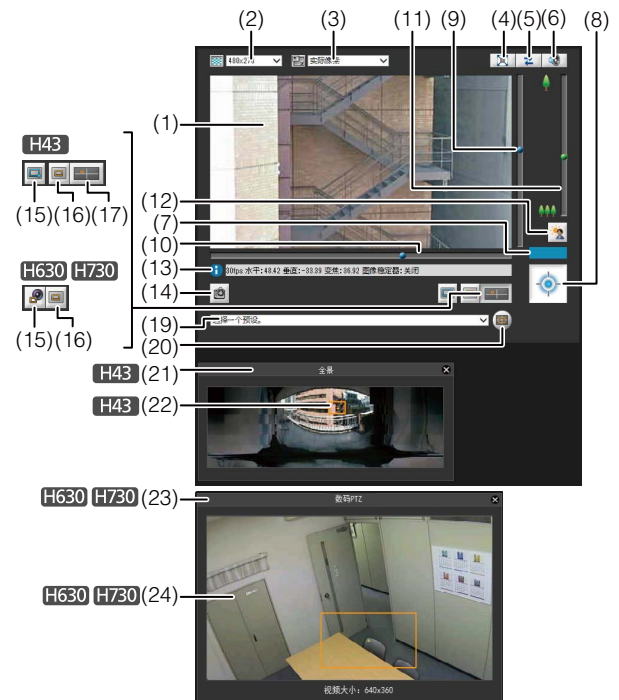 (2) (3) (11) (9) (4)(5)(6) (8)
480x270 实际像素
(1)
H43
(15)(16)(17)
(12)
(7)
(10)
(13)
30fps 水平:48.42 垂直:-33.39 变焦:36.92 图像稳定器:关闭
H630 H730
(14)
(15)(16)
(19)
选择一个预设。
(20)
H43 (21)
全景
H43 (22)
H630 H730 (23)
数码PTZ
H630 H730 (24)
视频大小: 640x360